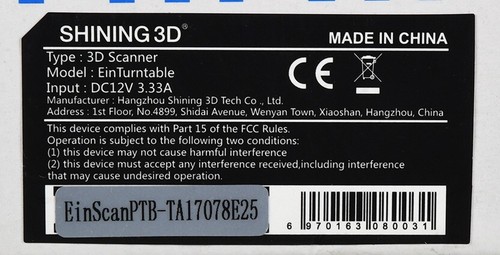 SHINING 3D®
MADE IN CHINA
Type : 3D Scanner
Model : EinTurntable
Input : DC12V 3.33A
CE
Manufacturer : Hangzhou Shining 3D Tech Co ., Ltd.
Address : 1st Floor, No.4899, Shidai Avenue, Wenyan Town, Xiaoshan, Hangzhou, China
This device complies with Part 15 of the FCC Rules.
Operation is subject to the following two conditions:
(1) this device may not cause harmful interference
(2) this device must accept any interference received,including interference
that may cause undesired operation.
EinScanPTB-TA17078E25
6 970163 080031